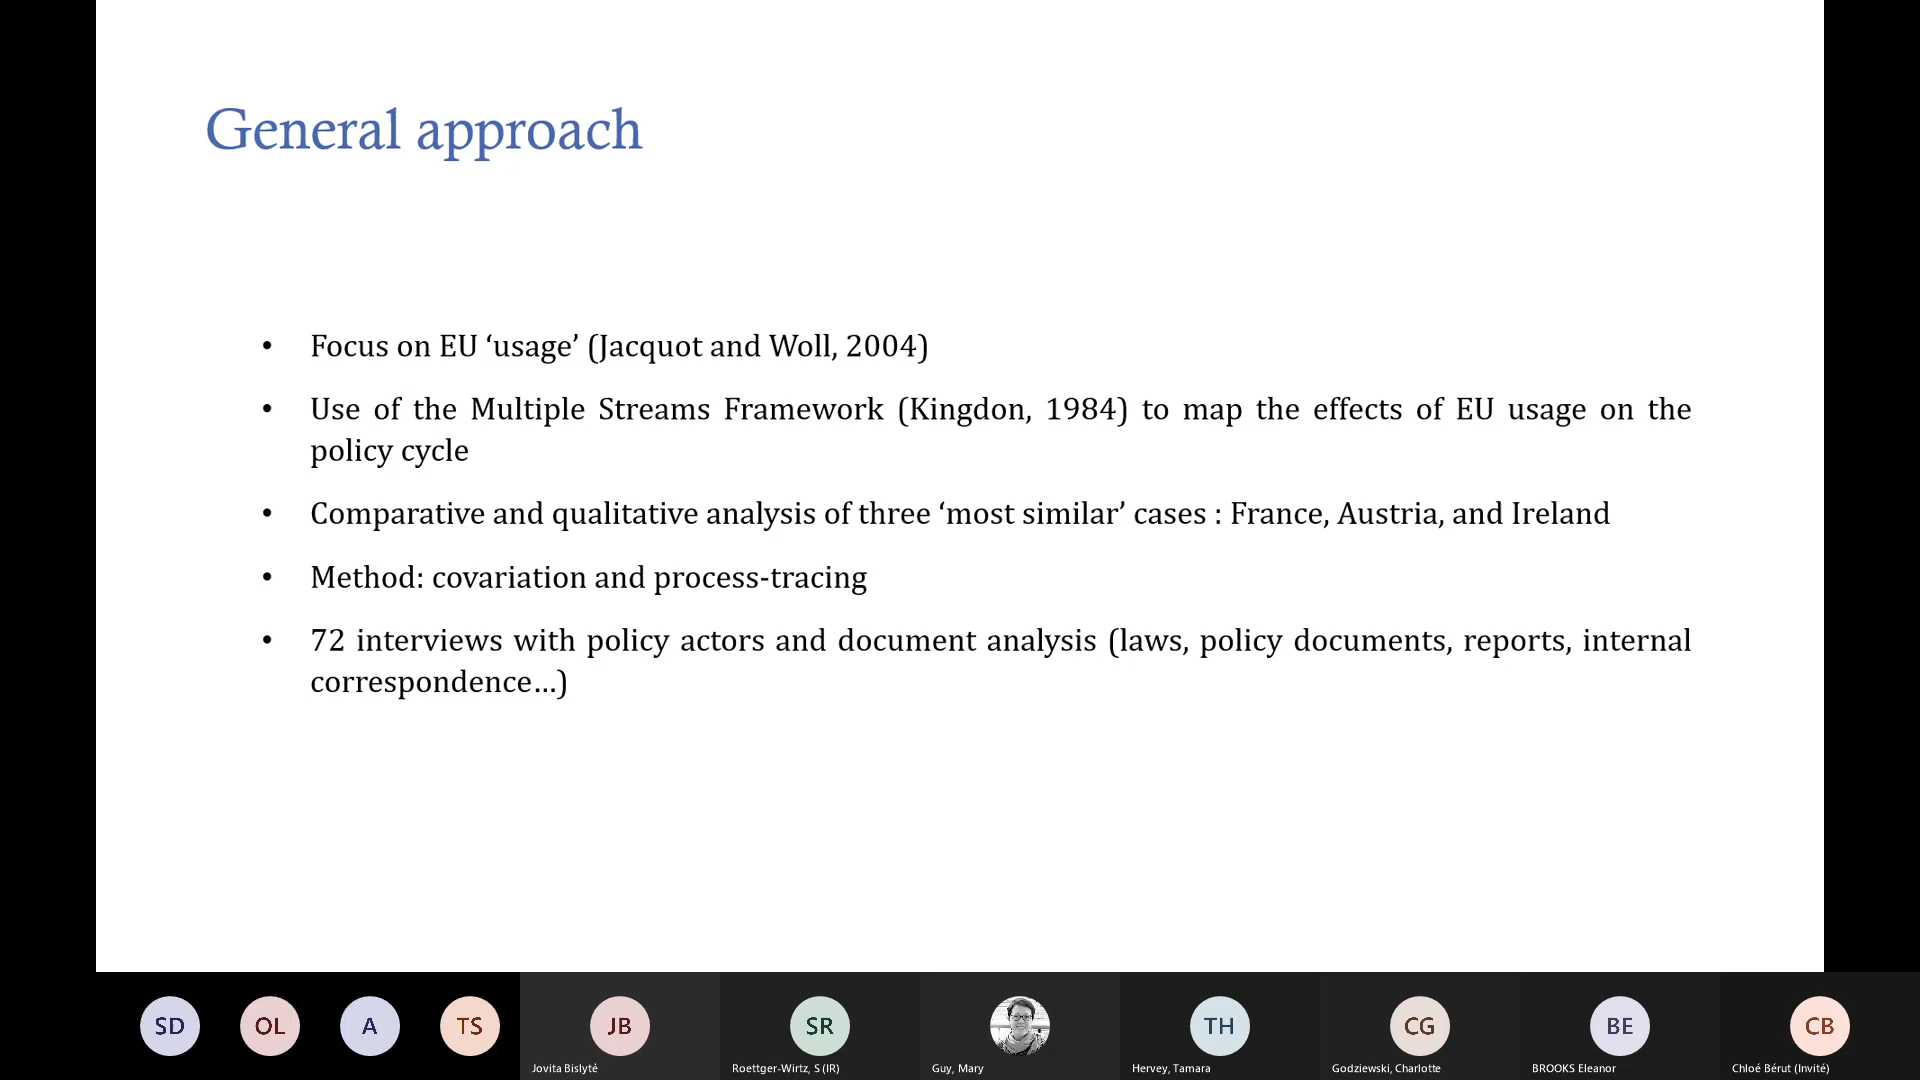 General approach
• Focus on EU ‘usage’ (Jacquot and Woll, 2004)
• Use of the Multiple Streams Framework (Kingdon, 1984) to map the effects of EU usage on the
policy cycle
• Comparative and qualitative analysis of three ‘most similar’ cases : France, Austria, and Ireland
• Method: covariation and process-tracing
• 72 interviews with policy actors and document analysis (laws, policy documents, reports, internal
correspondence…)
SD OL A TS JB SR TH CG BE CB
Jovita Bislytė Roettger-Wirtz, S (IR) Guy, Mary Hervey, Tamara Godziewski, Charlotte BROOKS Eleanor Chloé Bérut (Invité)